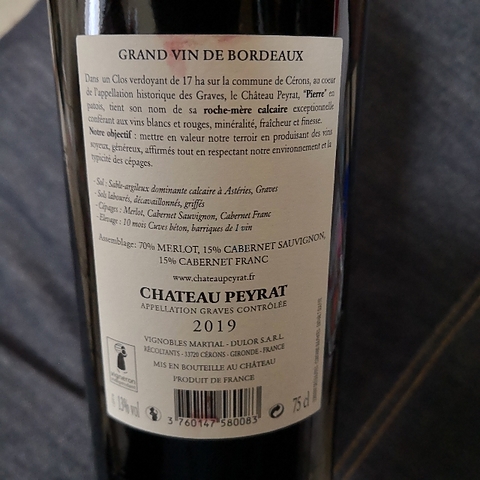 GRAND VIN DE BORDEAUX
Dans un Clos verdoyant de 17 ha sur la commune de Cérons, au coeur
de l'appellation historique des Graves, le Château Peyrat, "Pierre" en
patois, tient son nom de sa roche-mère calcaire exceptionnelle
conférant aux vins blancs et rouges, minéralité, fraîcheur et finesse.
Notre objectif : mettre en valeur notre terroir en produisant des vins
soyeux, généreux, affirmés tout en respectant notre environnement et la
typicité des cépages.
- Sol : Sablo-argileux dominante calcaire à Astéries, Graves
- Sols labourés, décavaillonnés, griffés
- Cépages : Merlot, Cabernet Sauvignon, Cabernet Franc
- Elevage : 10 mois Cuves béton, barriques de 1 vin
Assemblage: 70% MERLOT, 15% CABERNET SAUVIGNON,
15% CABERNET FRANC
www.chateaupeyrat.fr
CHATEAU PEYRAT
APPELLATION GRAVES CONTRÔLÉE
2019
VIGNOBLES MARTIAL - DULOR S.A.R.L.
RÉCOLTANTS - 33720 CÉRONS - GIRONDE - FRANCE
MIS EN BOUTEILLE AU CHÂTEAU
PRODUIT DE FRANCE
vigneron
13% vol
75 cl
3 760147 580083